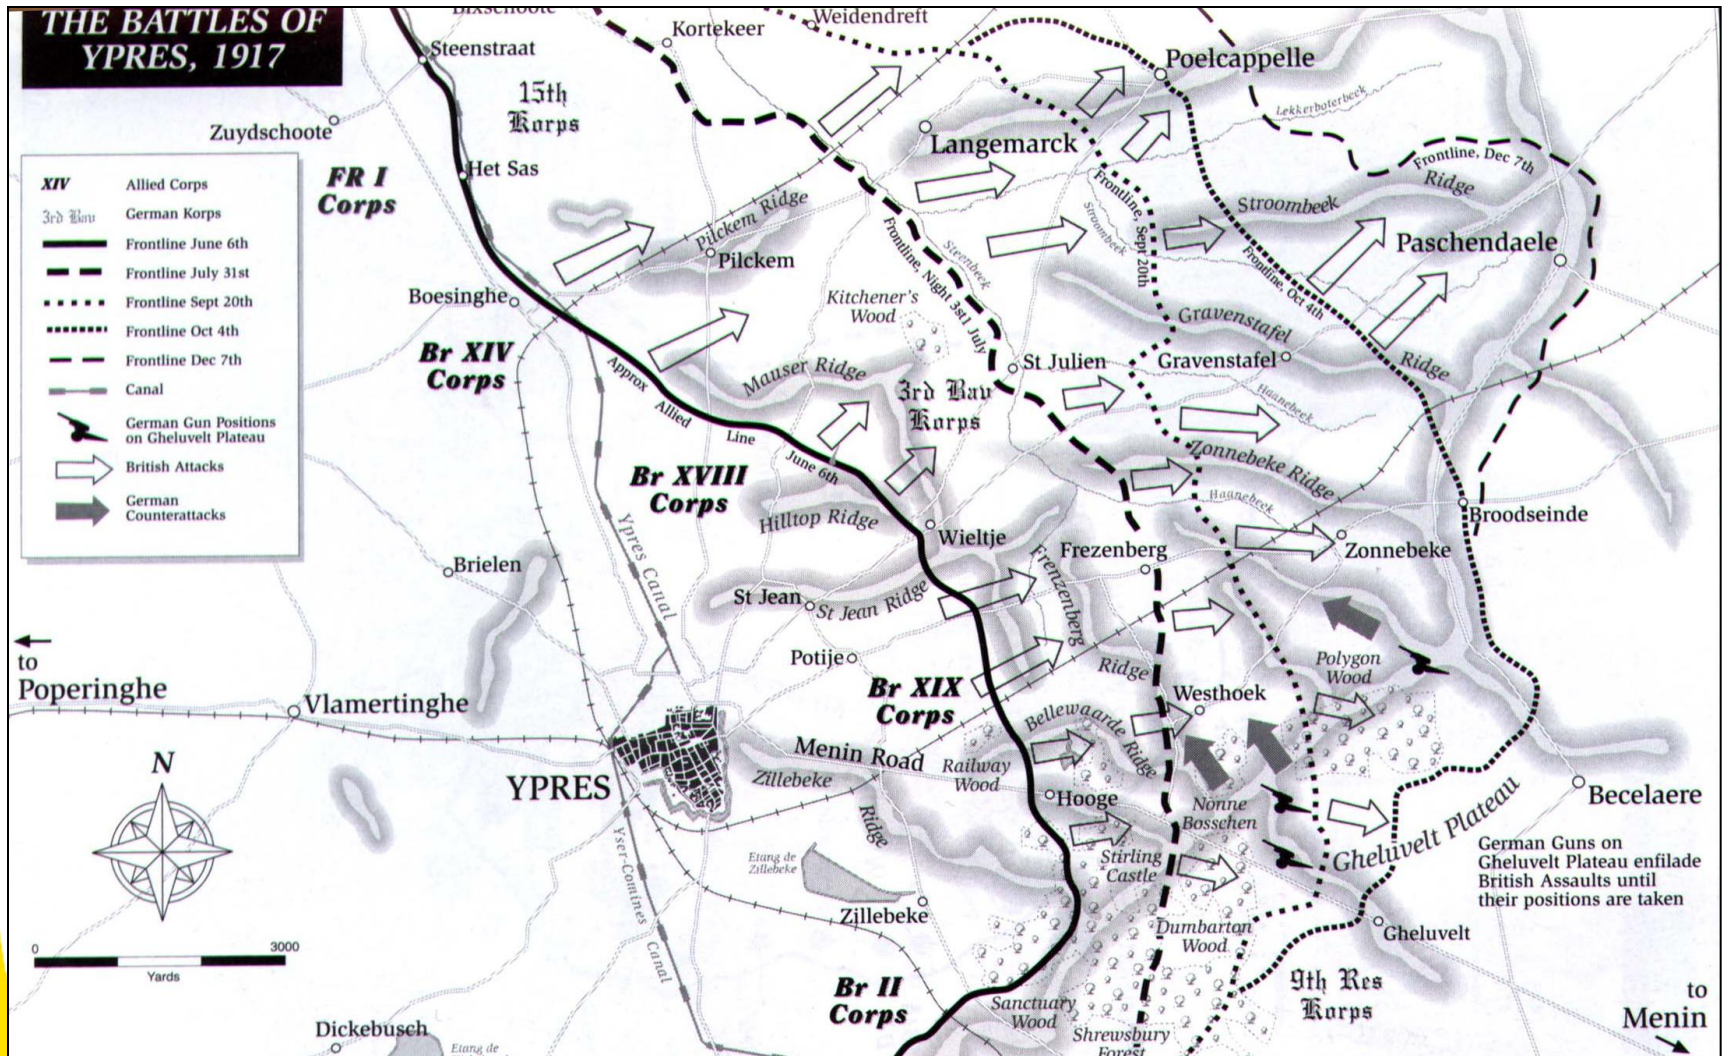 THE BATTLES OF
YPRES, 1917
Bixschoote
Steenstraat
Kortekeer
Weidendreft
Poelcappelle
15th
Korps
Zuydschoote
Lekkerboterbeek
Langemarck
Frontline, Dec 7th
Het Sas
FR I
Corps
XIV Allied Corps
3rd Bav German Korps
Frontline June 6th
Frontline July 31st
Frontline Sept 20th
Frontline Oct 4th
Frontline Dec 7th
Canal
German Gun Positions
on Gheluvelt Plateau
British Attacks
German
Counterattacks
Pilckem Ridge
Pilckem
Frontline, Sept 20th
Stroombeek
Stroombeek
Ridge
Paschendaele
Frontline, Night 3st1 July
Steenbeek
Frontline, Oct 4th
Boesinghe
Kitchener's
Wood
Gravenstafel
Ridge
Br XIV
Corps
Approx
Allied
Line
June 6th
Mauser Ridge
St Julien
Gravenstafel
3rd Bav
Korps
Haanebeek
Br XVIII
Corps
Zonnebeke Ridge
Haanebeek
Hilltop Ridge
Ypres Canal
Wieltje
Broodseinde
Frezenberg
Zonnebeke
Brielen
St Jean
St Jean Ridge
Frenzenberg
Ridge
to
Poperinghe
Potije
Polygon
Wood
Vlamertinghe
Br XIX
Corps
Westhoek
Bellewaarde Ridge
N
YPRES
Menin Road
Railway
Wood
Zillebeke
Ridge
Hooge
Nonne
Bosschen
Becelaere
Gheluvelt Plateau
German Guns on
Gheluvelt Plateau enfilade
British Assaults until
their positions are taken
Stirling
Castle
Etang de
Zillebeke
Yser-Comines Canal
Zillebeke
Dumbarton
Wood
Gheluvelt
0 3000
Yards
Br II
Corps
Sanctuary
Wood
9th Res
Korps
to
Menin
Dickebusch
Shrewsbury
Forest
Etang de